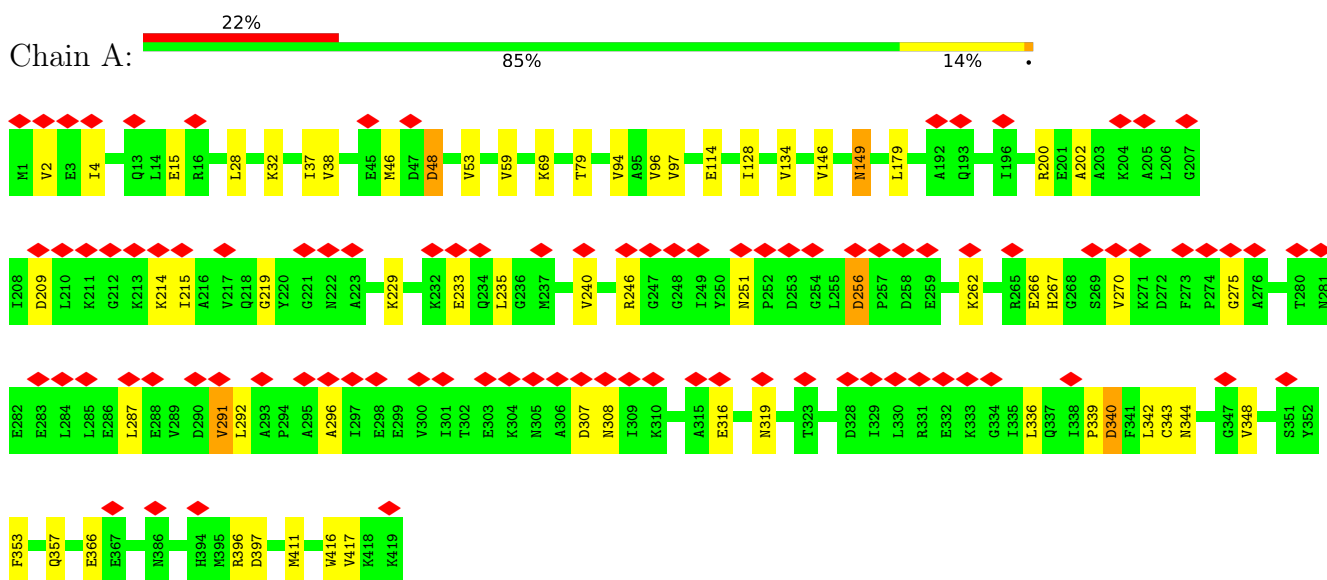 22%
Chain A:
85% 14% •
M1 V2 E3 I4 Q13 L14 E15 R16 L28 K32 I37 V38 E45 M46 D47 D48 V53 V59 K69 T79 V94 A95 V96 V97 E114 I128 V134 V146 N149 L179 A192 Q193 I196 R200 E201 A202 A203 K204 A205 L206 G207
I208 D209 L210 K211 G212 K213 K214 I215 A216 V217 Q218 G219 Y220 G221 N222 A223 K229 K232 E233 Q234 L235 G236 M237 V240 R246 G247 G248 I249 Y250 N251 P252 D253 G254 L255 D256 P257 D258 E259 K262 R265 E266 H267 G268 S269 V270 K271 D272 F273 P274 G275 A276 T280 N281
E282 E283 L284 L285 E286 L287 E288 V289 D290 V291 L292 A293 P294 A295 A296 I297 E298 E299 V300 I301 T302 E303 K304 N305 A306 D307 N308 I309 K310 A315 E316 N319 T323 D328 I329 L330 R331 E332 K333 G334 I335 L336 Q337 I338 P339 D340 F341 L342 C343 N344 G347 V348 S351 Y352
F353 Q357 E366 E367 N386 H394 M395 R396 D397 M411 W416 V417 K418 K419